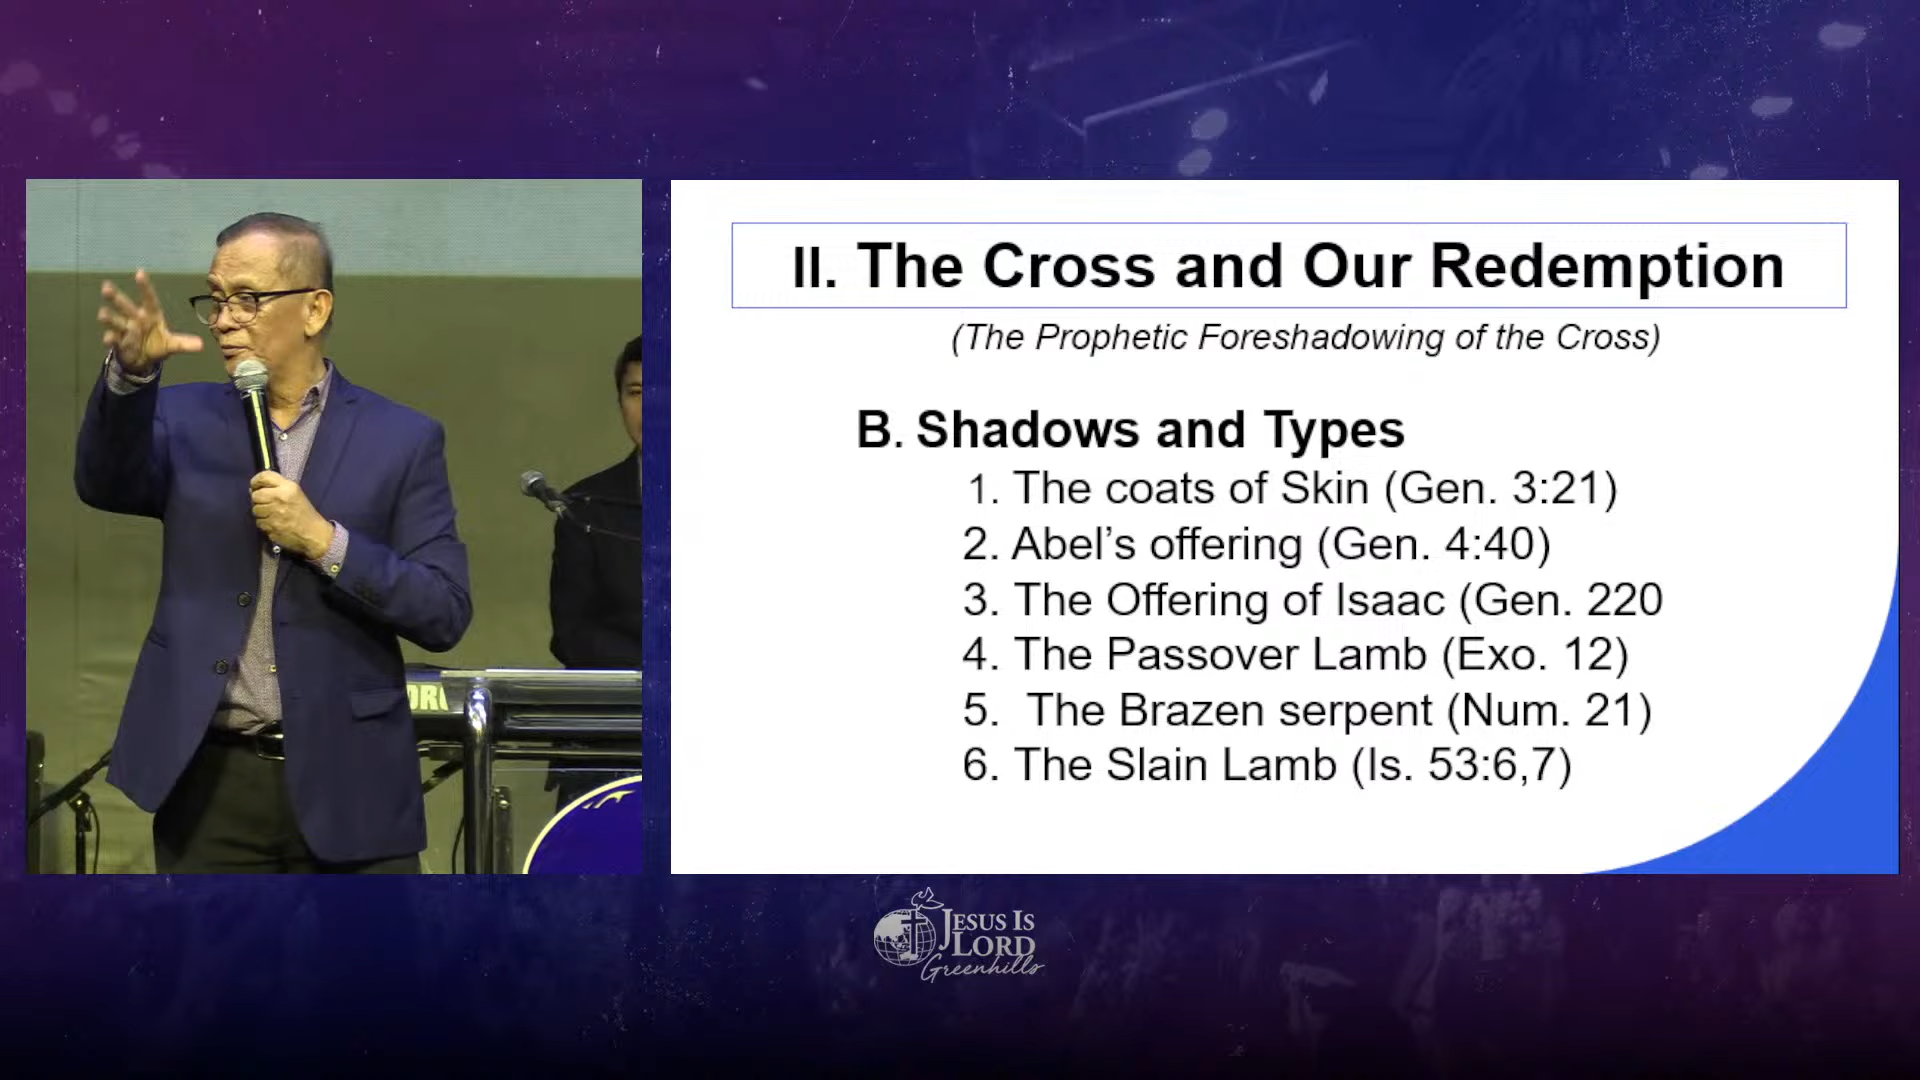 II. The Cross and Our Redemption
(The Prophetic Foreshadowing of the Cross)
B. Shadows and Types
1. The coats of Skin (Gen. 3:21)
2. Abel’s offering (Gen. 4:40)
3. The Offering of Isaac (Gen. 220
4. The Passover Lamb (Exo. 12)
5. The Brazen serpent (Num. 21)
6. The Slain Lamb (Is. 53:6,7)
JESUS IS
LORD
Greenhills